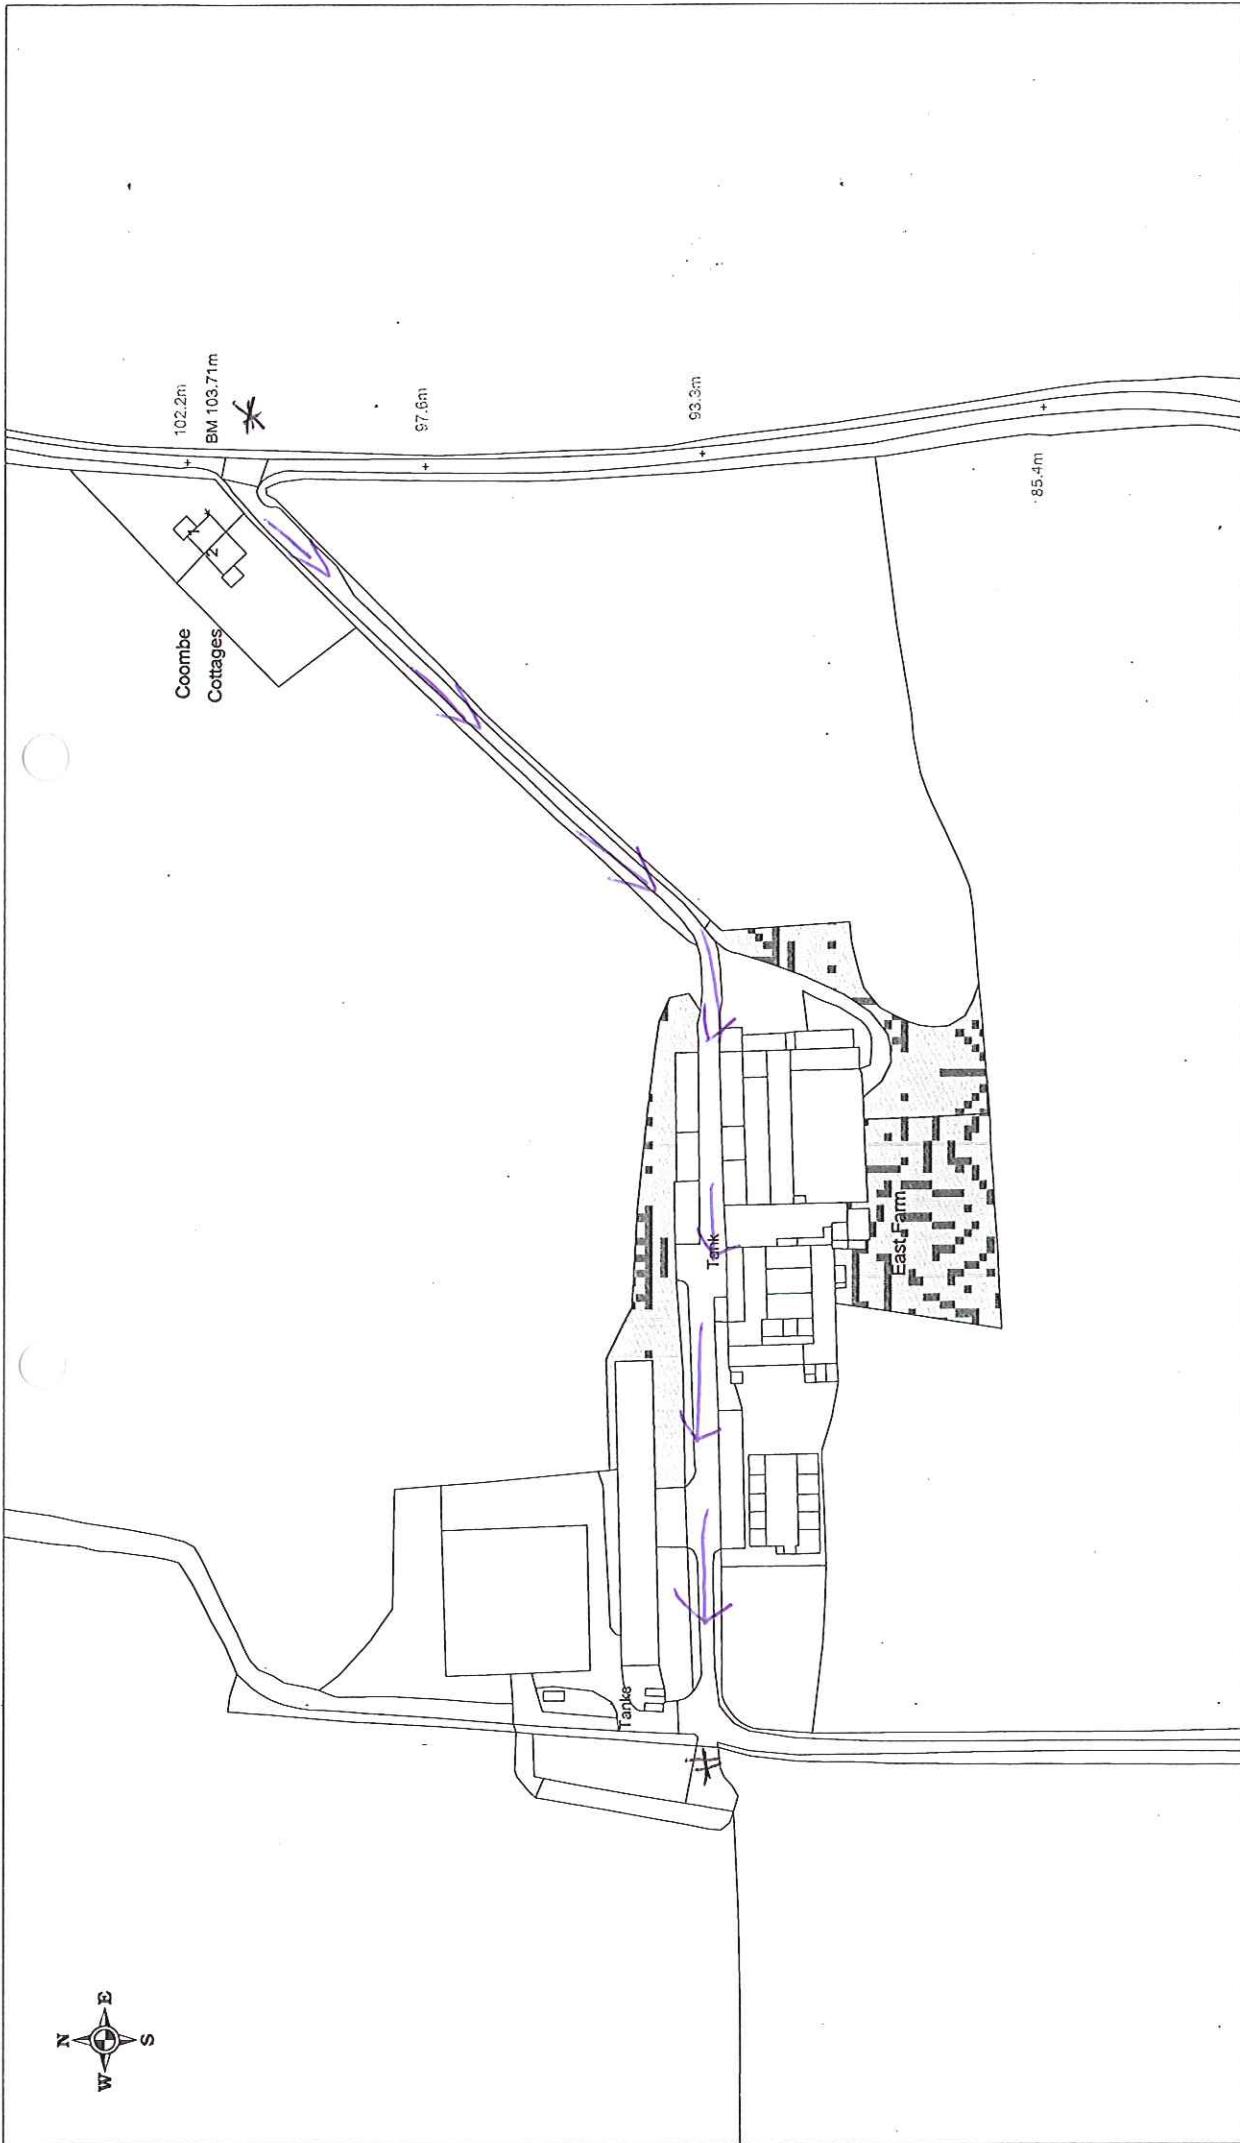 102.2m
BM 103.71m
97.6m
93.3m
85.4m
1
2
Coombe
Cottages
Tank
East Farm
Tanks
N
E
S
W